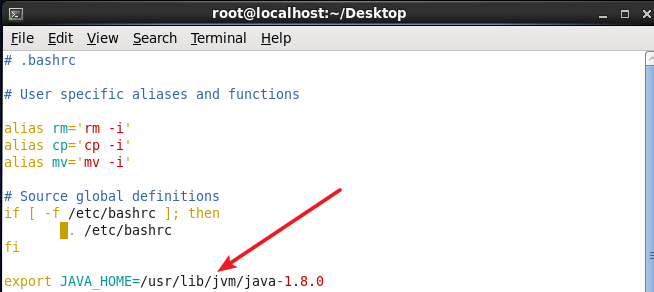 root@localhost:~/Desktop
File Edit View Search Terminal Help
# .bashrc
# User specific aliases and functions
alias rm='rm -i'
alias cp='cp -i'
alias mv='mv -i'
# Source global definitions
if [ -f /etc/bashrc ]; then
. /etc/bashrc
fi
export JAVA_HOME=/usr/lib/jvm/java-1.8.0